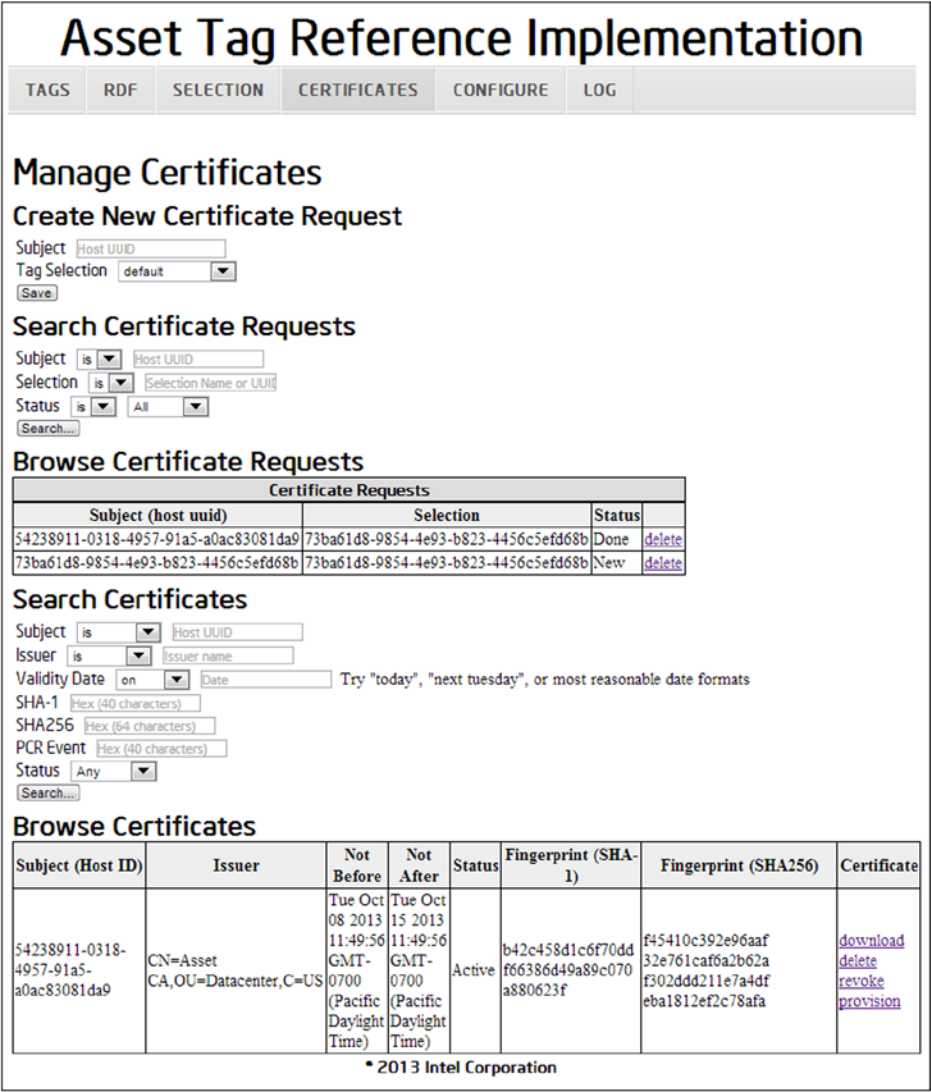 Asset Tag Reference Implementation
TAGS RDF SELECTION CERTIFICATES CONFIGURE LOG
Manage Certificates
Create New Certificate Request
Subject Host UUID
Tag Selection default
Save
Search Certificate Requests
Subject is Host UUID
Selection is Selection Name or UUID
Status is All
Search...
Browse Certificate Requests
Certificate Requests
Subject (host uuid) Selection Status
54238911-0318-4957-91a5-a0ac83081da9 73ba61d8-9854-4e93-b823-4456c5efd68b Done delete
73ba61d8-9854-4e93-b823-4456c5efd68b 73ba61d8-9854-4e93-b823-4456c5efd68b New delete
Search Certificates
Subject is Host UUID
Issuer is Issuer name
Validity Date on Date Try "today", "next tuesday", or most reasonable date formats
SHA-1 Hex (40 characters)
SHA256 Hex (64 characters)
PCR Event Hex (40 characters)
Status Any
Search...
Browse Certificates
Subject (Host ID)
Issuer
Not
Before
Not
After
Status
Fingerprint (SHA-
1)
Fingerprint (SHA256)
Certificate
54238911-0318-
4957-91a5-
a0ac83081da9
CN=Asset
CA,OU=Datacenter,C=US
Tue Oct
08 2013
11:49:56
GMT-
0700
(Pacific
Daylight
Time)
Tue Oct
15 2013
11:49:56
GMT-
0700
(Pacific
Daylight
Time)
Active
b42c458d1c6f70dd
f66386d49a89c070
a880623f
f45410c392e96aaf
32e761caf6a2b62a
f302ddd211e7a4df
eba1812ef2c78afa
download
delete
revoke
provision
* 2013 Intel Corporation